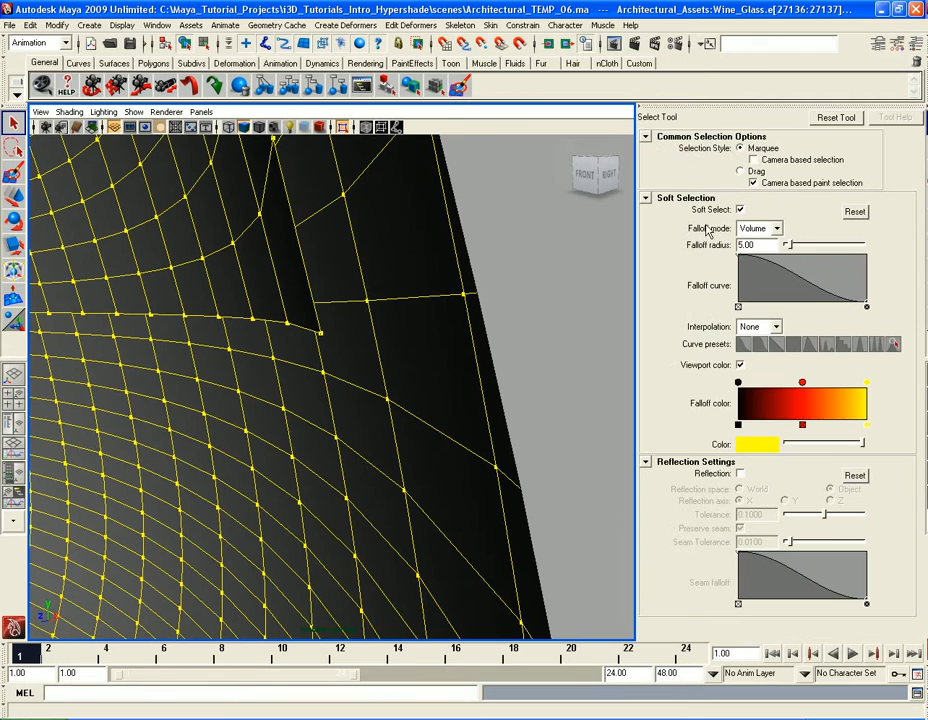 Autodesk Maya 2009 Unlimited: C:\Maya_Tutorial_Projects\i3D_Tutorials_Intro_Hypershade\scenes\Architectural_TEMP_06.ma --- Architectural_Assets:Wine_Glass.e[27136:27137]...
File Edit Modify Create Display Window Assets Animate Geometry Cache Create Deformers Edit Deformers Skeleton Skin Constrain Character Muscle Help
Animation
General Curves Surfaces Polygons Subdivs Deformation Animation Dynamics Rendering PaintEffects Toon Muscle Fluids Fur Hair nCloth Custom
HELP
View Shading Lighting Show Renderer Panels
FRONT RIGHT
Select Tool
Reset Tool
Tool Help
Common Selection Options
Selection Style: Marquee
Camera based selection
Drag
Camera based paint selection
Soft Selection
Soft Select:
Reset
Falloff mode: Volume
Falloff radius: 5.00
Falloff curve:
Interpolation: None
Curve presets:
Viewport color:
Falloff color:
Color:
Reflection Settings
Reflection:
Reset
Reflection space: World Object
Reflection axis: X Y Z
Tolerance: 0.1000
Preserve seam:
Seam Tolerance: 0.0100
Seam falloff:
y
z x
1 2 4 6 8 10 12 14 16 18 20 22 24
1.00
1.00 1.00 24.00 48.00 No Anim Layer No Character Set
MEL